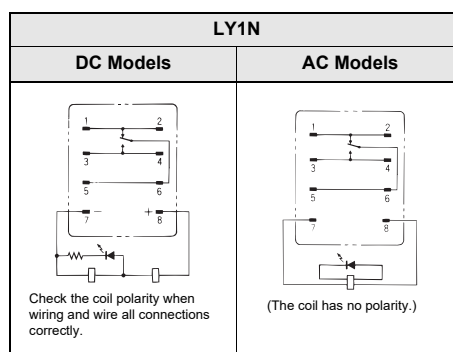 LY1N
DC Models
AC Models
1 2
3 4
5 6
7 − + 8
Check the coil polarity when
wiring and wire all connections
correctly.
1 2
3 4
5 6
7 8
(The coil has no polarity.)